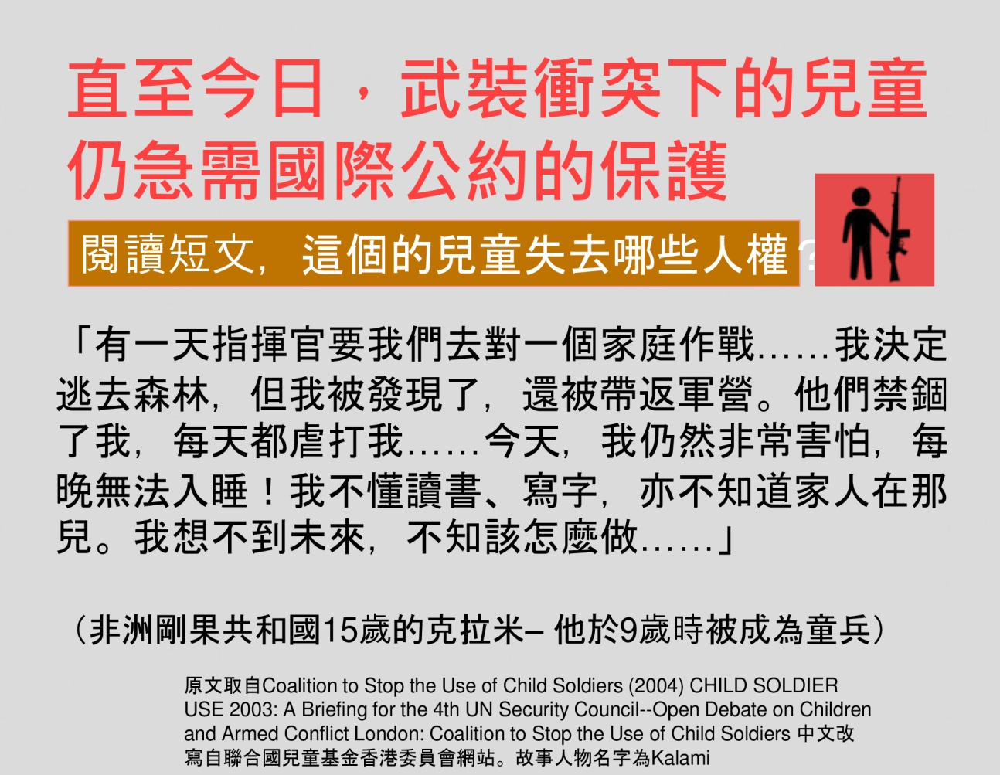 直至今日，武裝衝突下的兒童
仍急需國際公約的保護
閱讀短文，這個的兒童失去哪些人權？
「有一天指揮官要我們去對一個家庭作戰……我決定
逃去森林，但我被發現了，還被帶返軍營。他們禁錮
了我，每天都虐打我……今天，我仍然非常害怕，每
晚無法入睡！我不懂讀書、寫字，亦不知道家人在那
兒。我想不到未來，不知該怎麼做……」
（非洲剛果共和國15歲的克拉米– 他於9歲時被成為童兵）
原文取自Coalition to Stop the Use of Child Soldiers (2004) CHILD SOLDIER
USE 2003: A Briefing for the 4th UN Security Council--Open Debate on Children
and Armed Conflict London: Coalition to Stop the Use of Child Soldiers 中文改
寫自聯合國兒童基金香港委員會網站。故事人物名字為Kalami